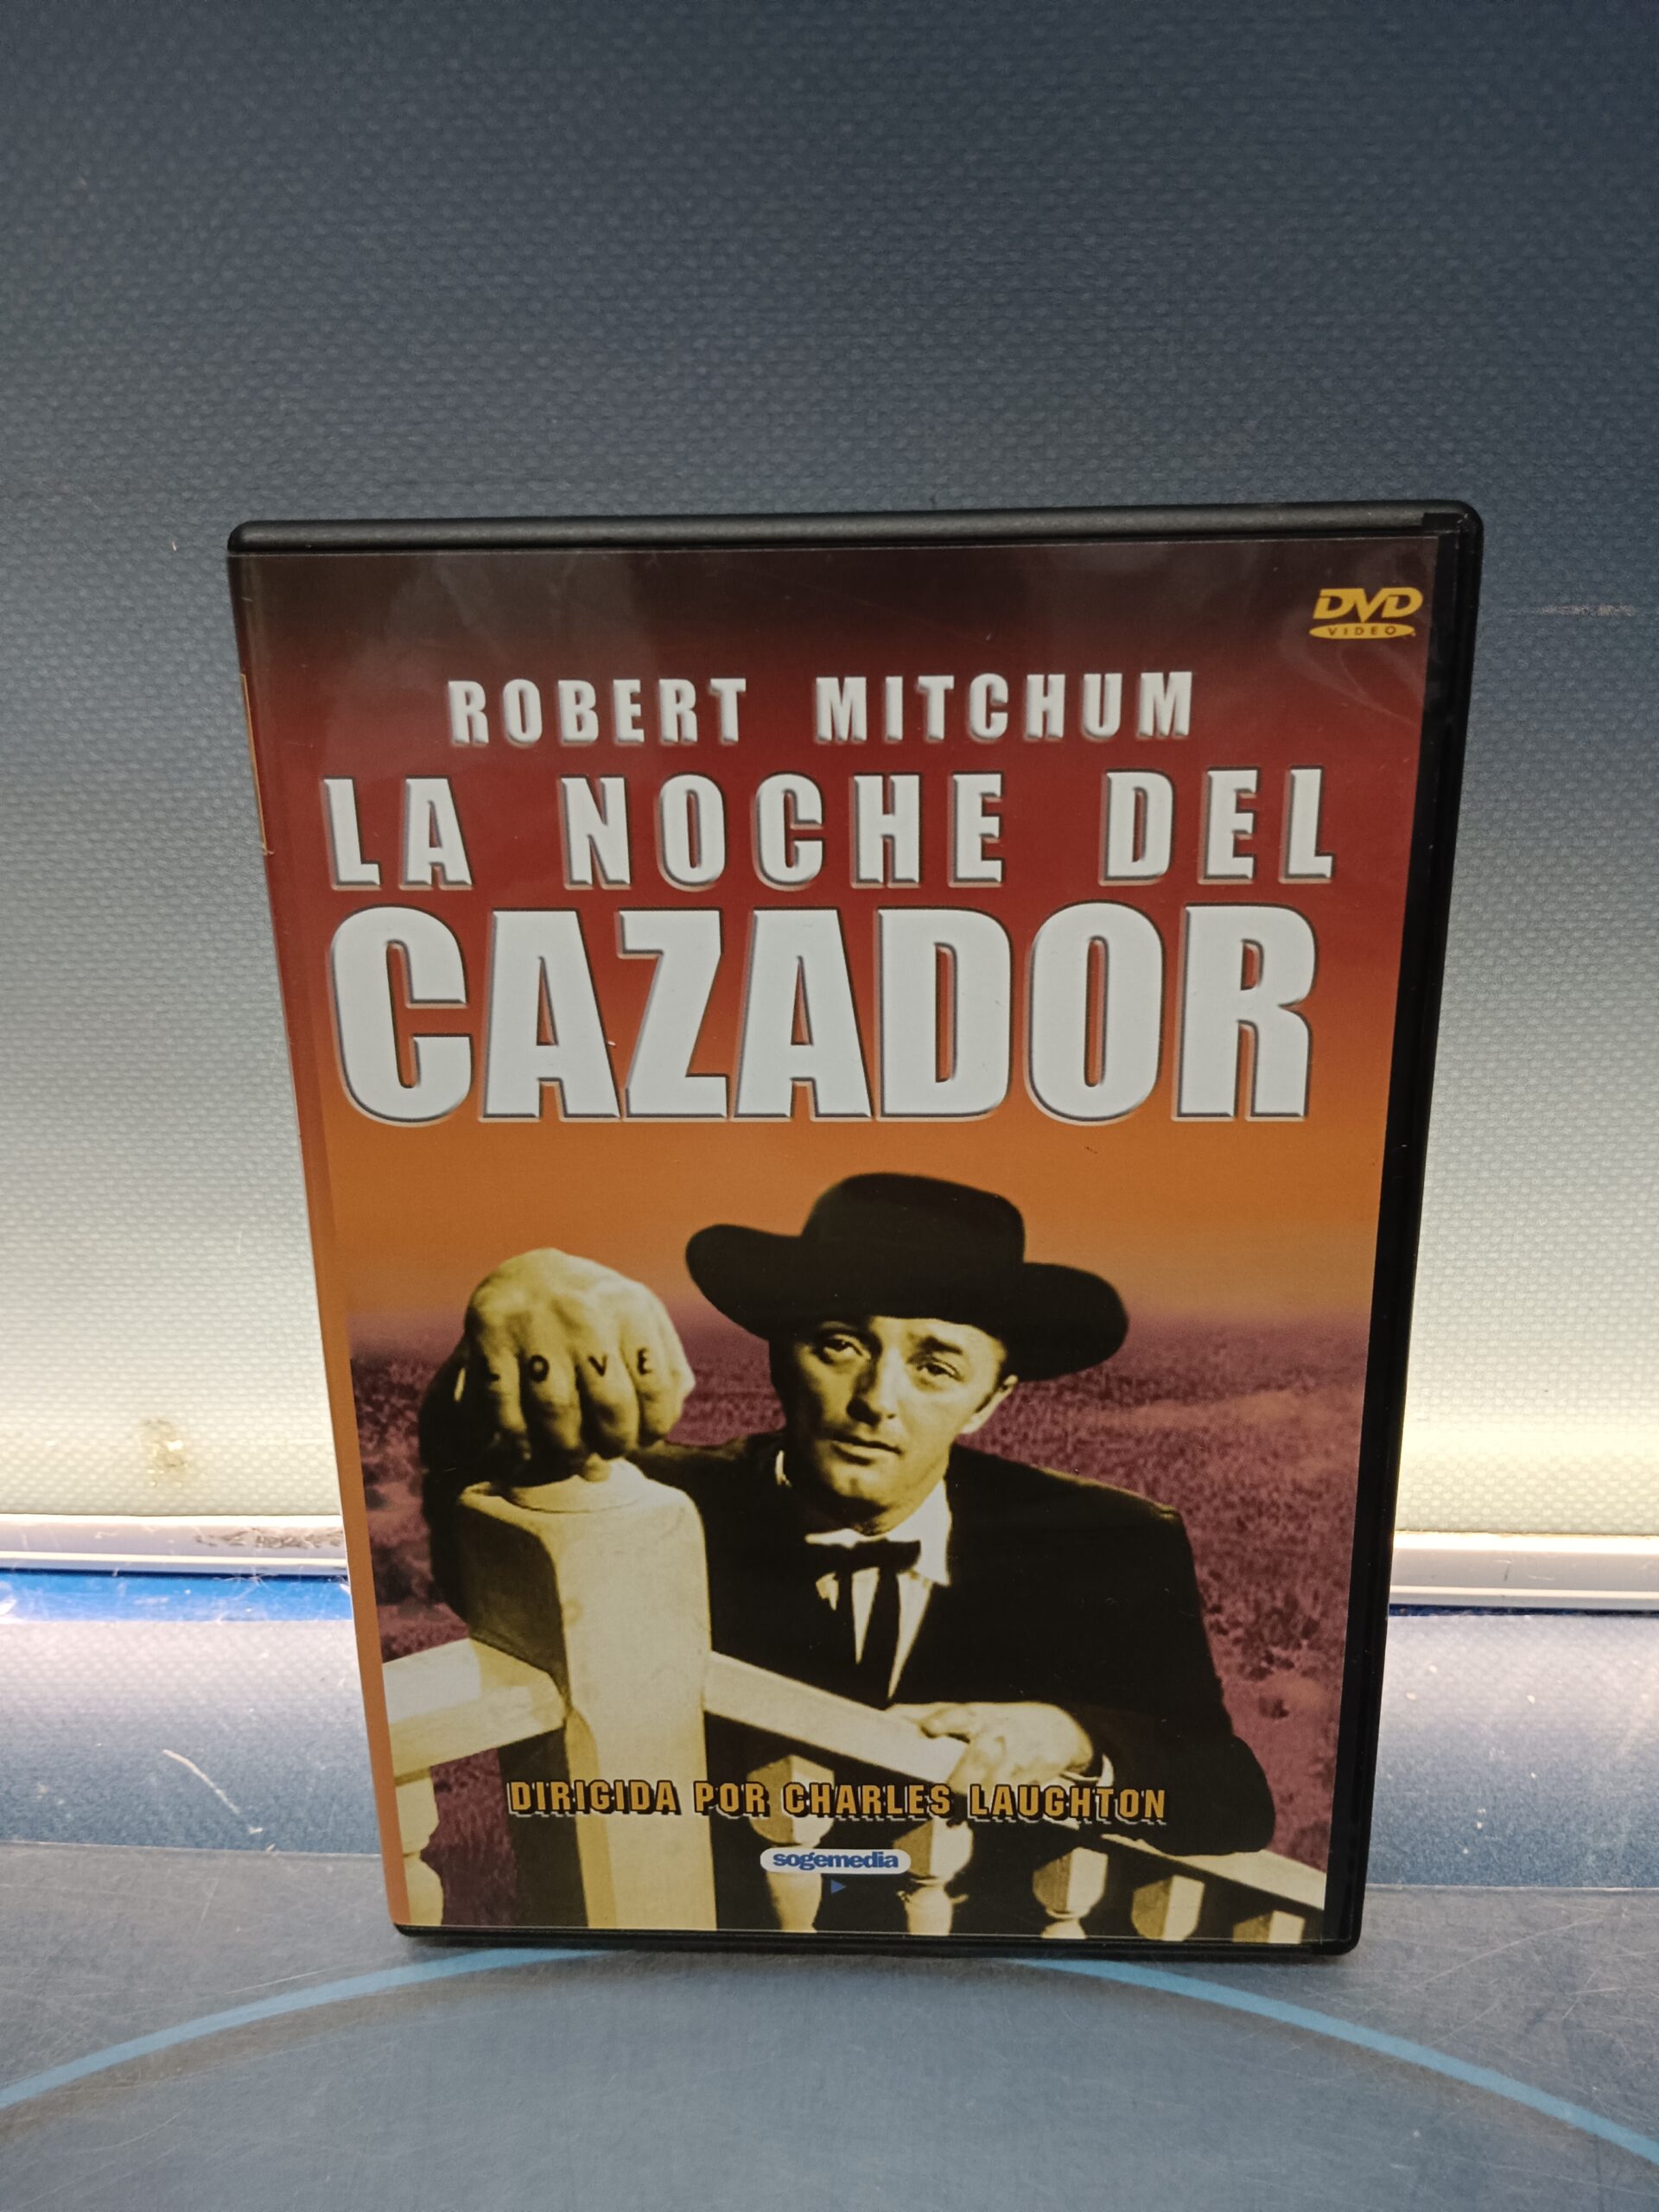 DVD
VIDEO
ROBERT MITCHUM
LA NOCHE DEL
CAZADOR
LOVE
DIRIGIDA POR CHARLES LAUGHTON
sogemedia